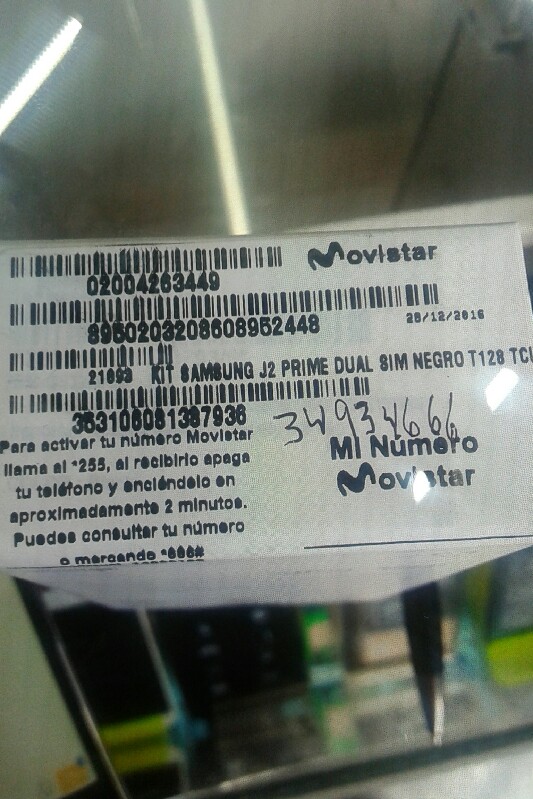 Movistar
02004263449
8950203208608952448
28/12/2016
21693 KIT SAMSUNG J2 PRIME DUAL SIM NEGRO T128 TCL
353106081387936
34934666
Para activar tu número Movistar
llama al *255, al recibirlo apaga
tu teléfono y enciéndelo en
aproximadamente 2 minutos.
Puedes consultar tu número
o marcando *666#
Mi Número
Movistar